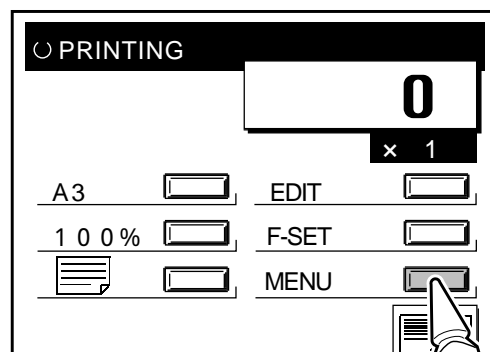 PRINTING
0
× 1
A3 EDIT
100% F-SET
MENU